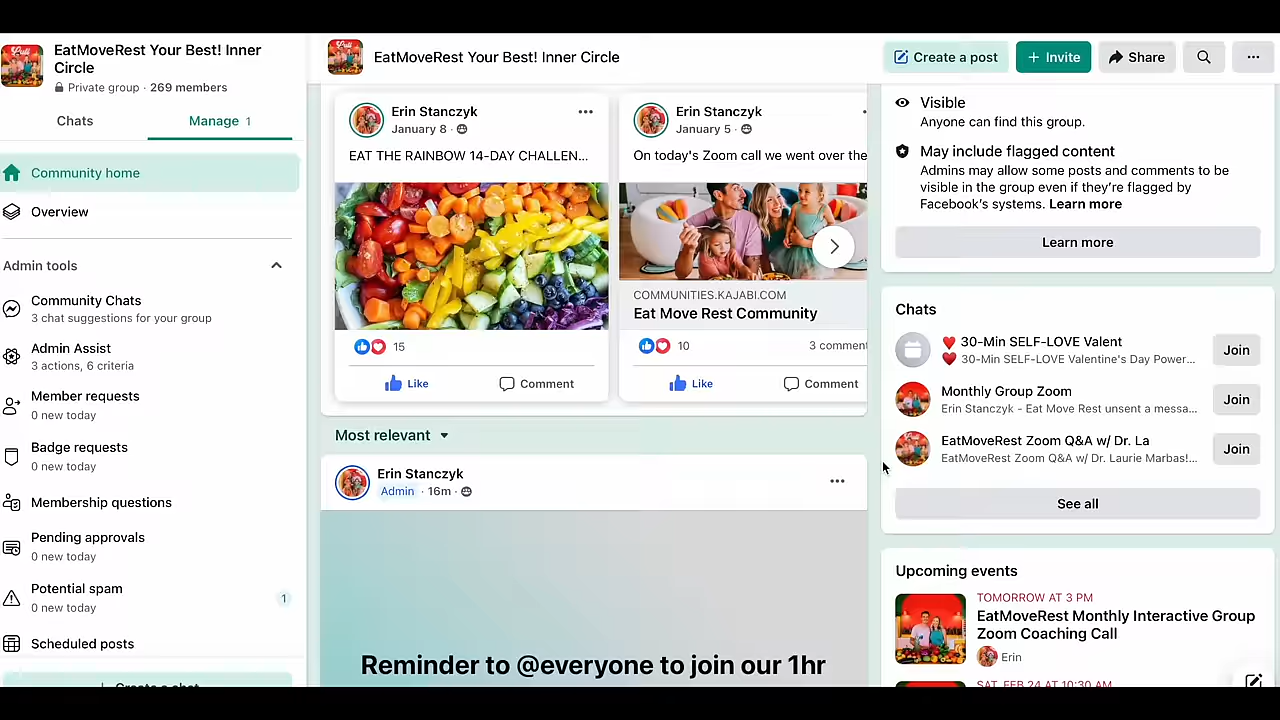 EatMoveRest Your Best! Inner
Circle
Private group · 269 members
Chats
Manage 1
Community home
Overview
Admin tools
Community Chats
3 chat suggestions for your group
Admin Assist
3 actions, 6 criteria
Member requests
0 new today
Badge requests
0 new today
Membership questions
Pending approvals
0 new today
Potential spam
0 new today
1
Scheduled posts
Create a chat
EatMoveRest Your Best! Inner Circle
Create a post
+ Invite
Share
Erin Stanczyk
January 8 ·
EAT THE RAINBOW 14-DAY CHALLEN...
15
Like
Comment
Erin Stanczyk
January 5 ·
On today's Zoom call we went over the
COMMUNITIES.KAJABI.COM
Eat Move Rest Community
10
3 comment
Like
Comment
Most relevant
Erin Stanczyk
Admin · 16m ·
Reminder to @everyone to join our 1hr
Visible
Anyone can find this group.
May include flagged content
Admins may allow some posts and comments to be
visible in the group even if they're flagged by
Facebook's systems. Learn more
Learn more
Chats
30-Min SELF-LOVE Valent
30-Min SELF-LOVE Valentine's Day Power...
Join
Monthly Group Zoom
Erin Stanczyk - Eat Move Rest unsent a messa...
Join
EatMoveRest Zoom Q&A w/ Dr. La
EatMoveRest Zoom Q&A w/ Dr. Laurie Marbas!...
Join
See all
Upcoming events
TOMORROW AT 3 PM
EatMoveRest Monthly Interactive Group
Zoom Coaching Call
Erin
SAT, FEB 24 AT 10:30 AM